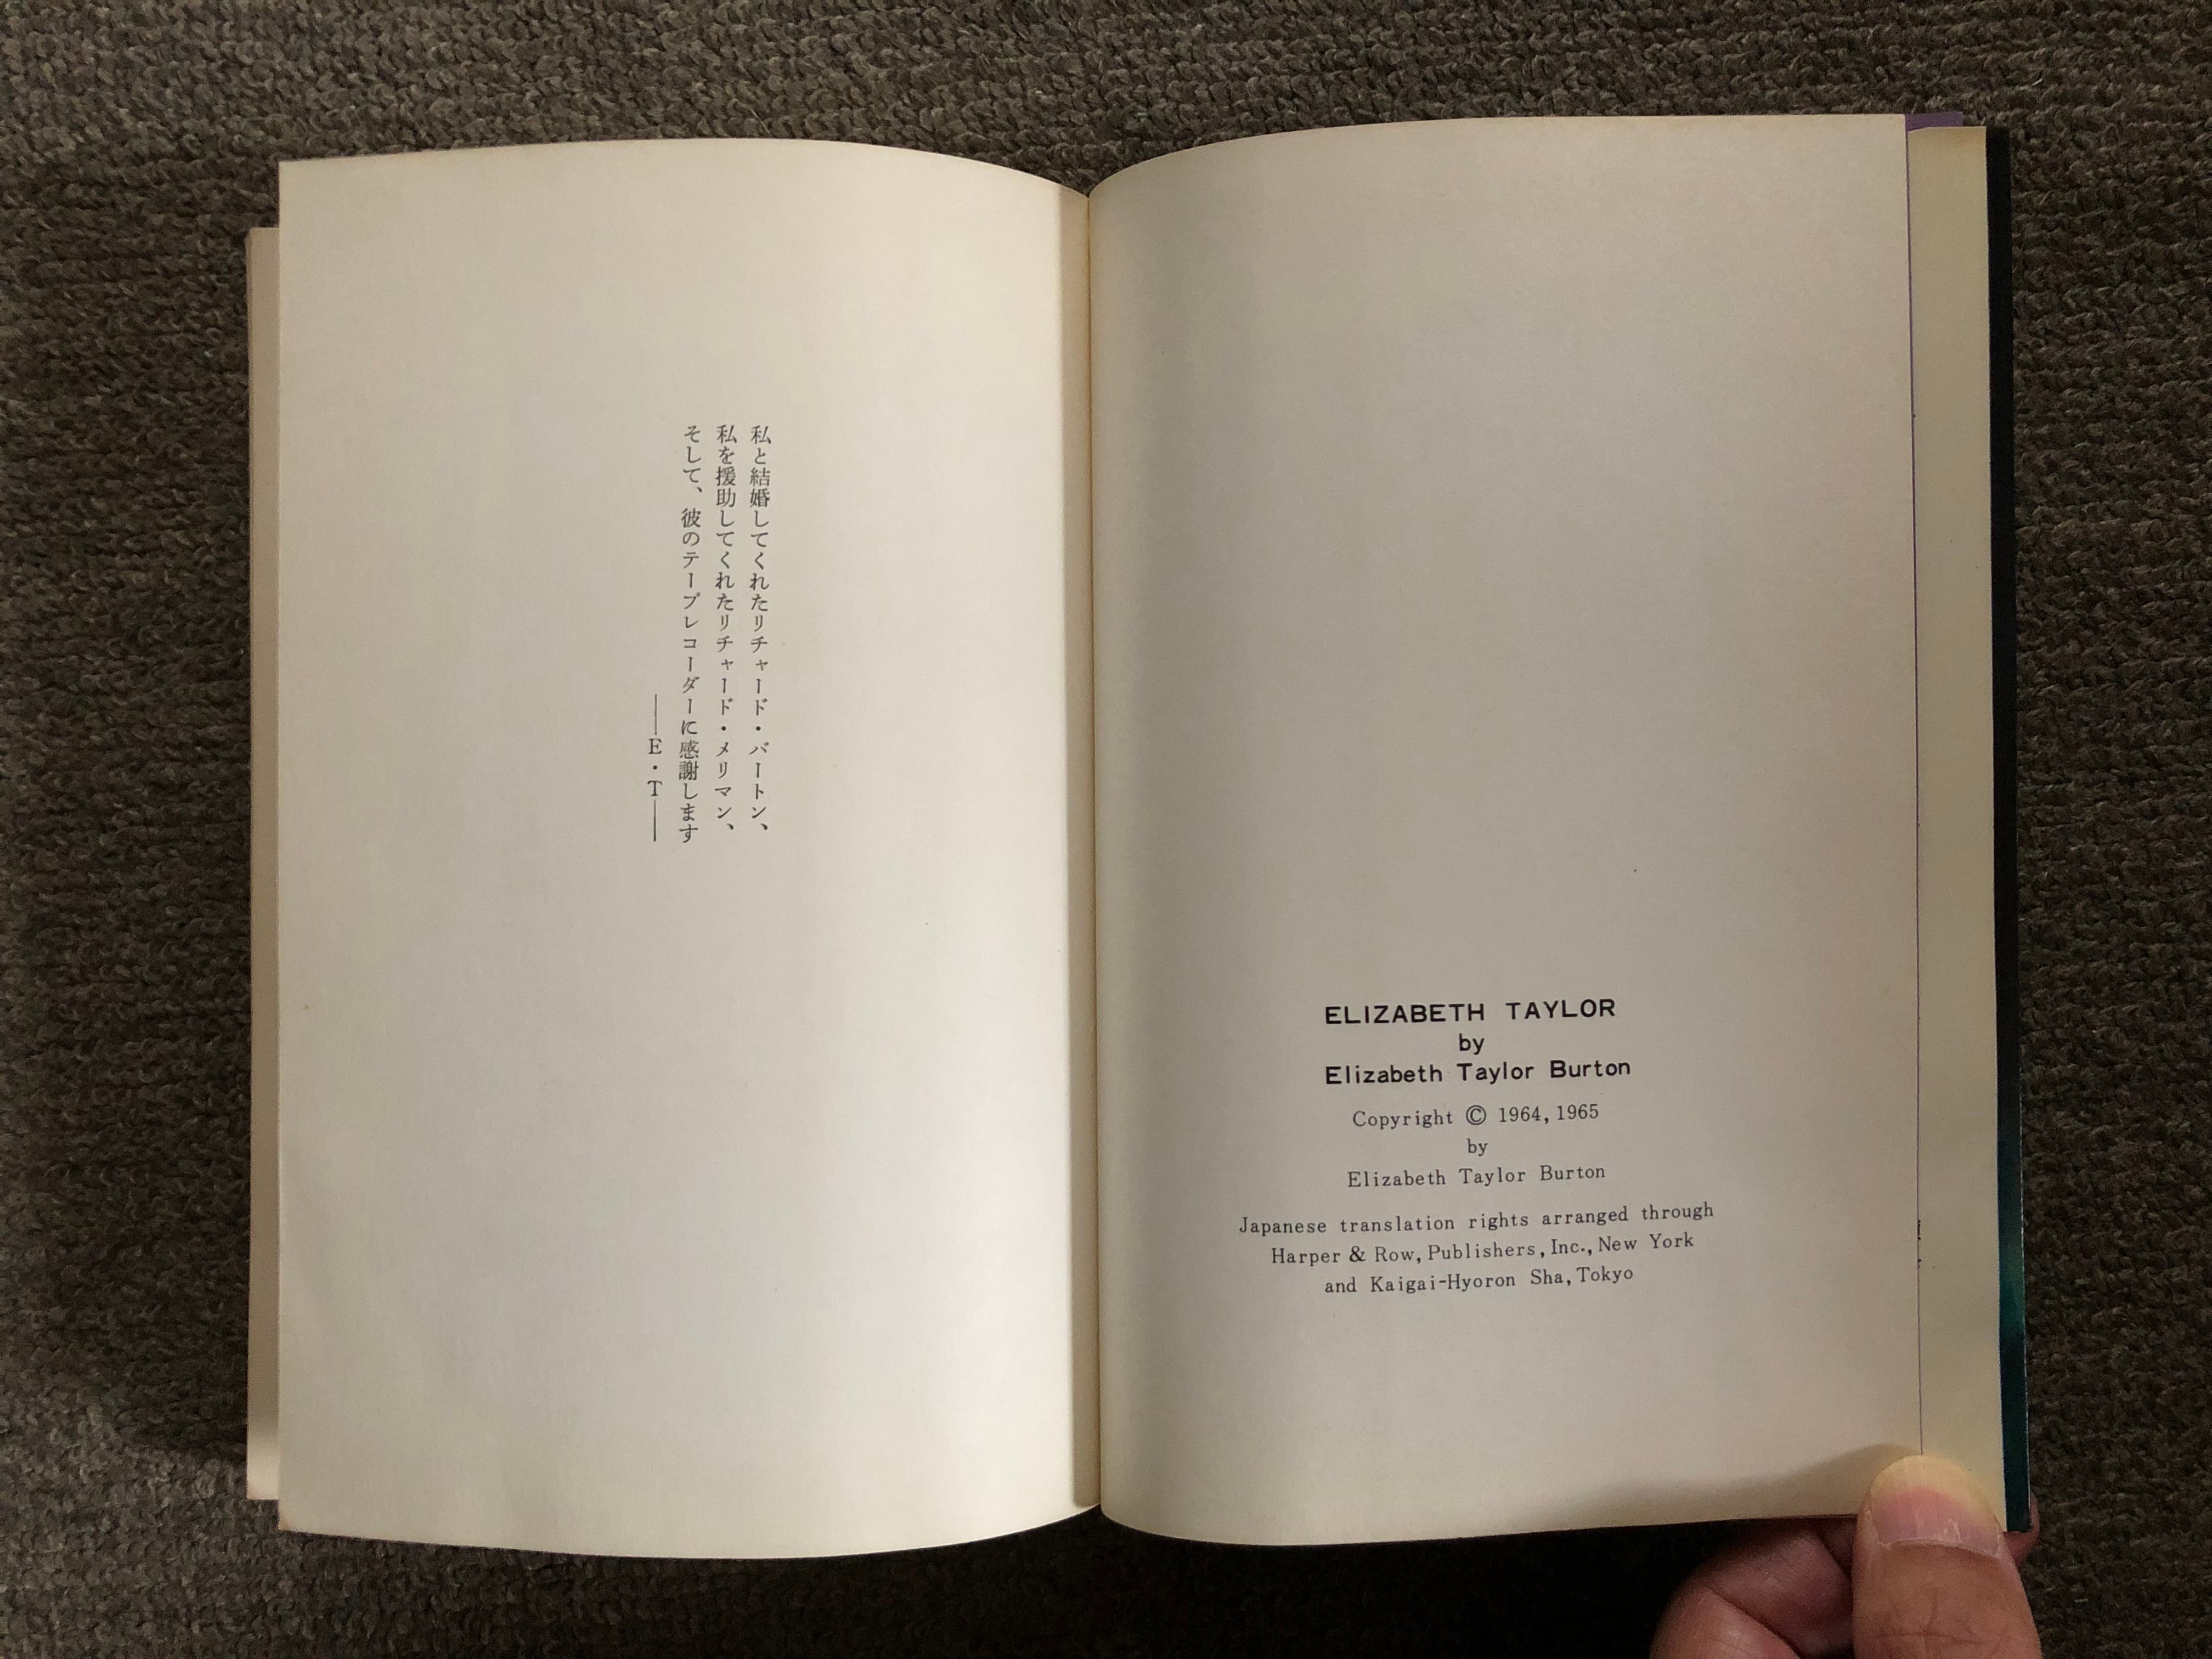 ELIZABETH TAYLOR
by
Elizabeth Taylor Burton
Copyright © 1964, 1965
by
Elizabeth Taylor Burton
Japanese translation rights arranged through
Harper & Row, Publishers, Inc., New York
and Kaigai-Hyoron Sha, Tokyo
私と結婚してくれたリチャード・バートン、
私を援助してくれたリチャード・メリマン、
そして、彼のテープレコーダーに感謝します
――E・T――